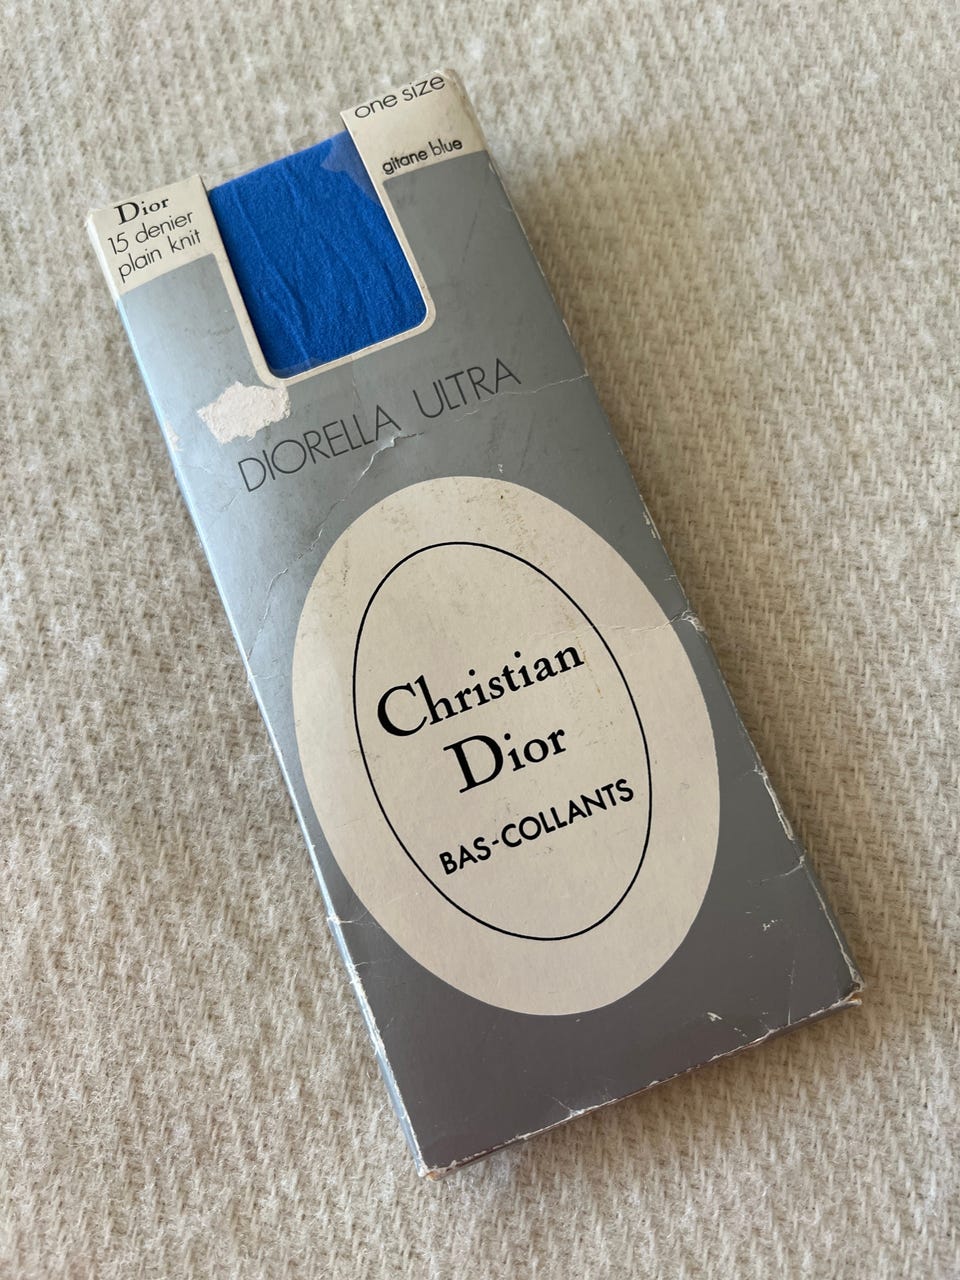 one size
gitane blue
Dior
15 denier
plain knit
DIORELLA ULTRA
Christian
Dior
BAS-COLLANTS